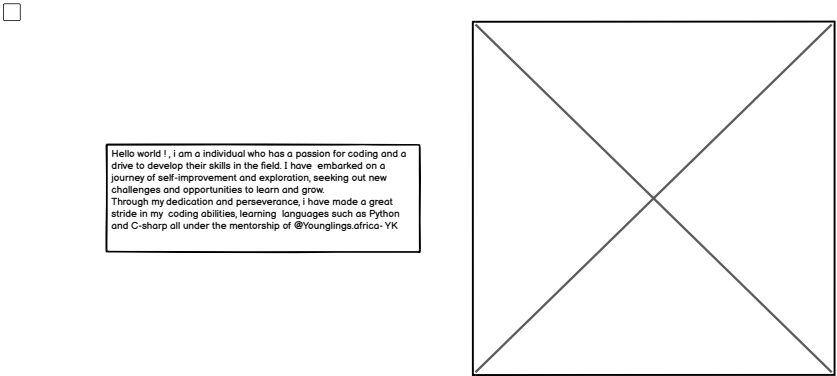 Hello world ! , i am a individual who has a passion for coding and a
drive to develop their skills in the field. I have  embarked on a
journey of self-improvement and exploration, seeking out new
challenges and opportunities to learn and grow.
Through my dedication and perseverance, i have made a great
stride in my  coding abilities, learning  languages such as Python
and C-sharp all under the mentorship of @Younglings.africa- YK